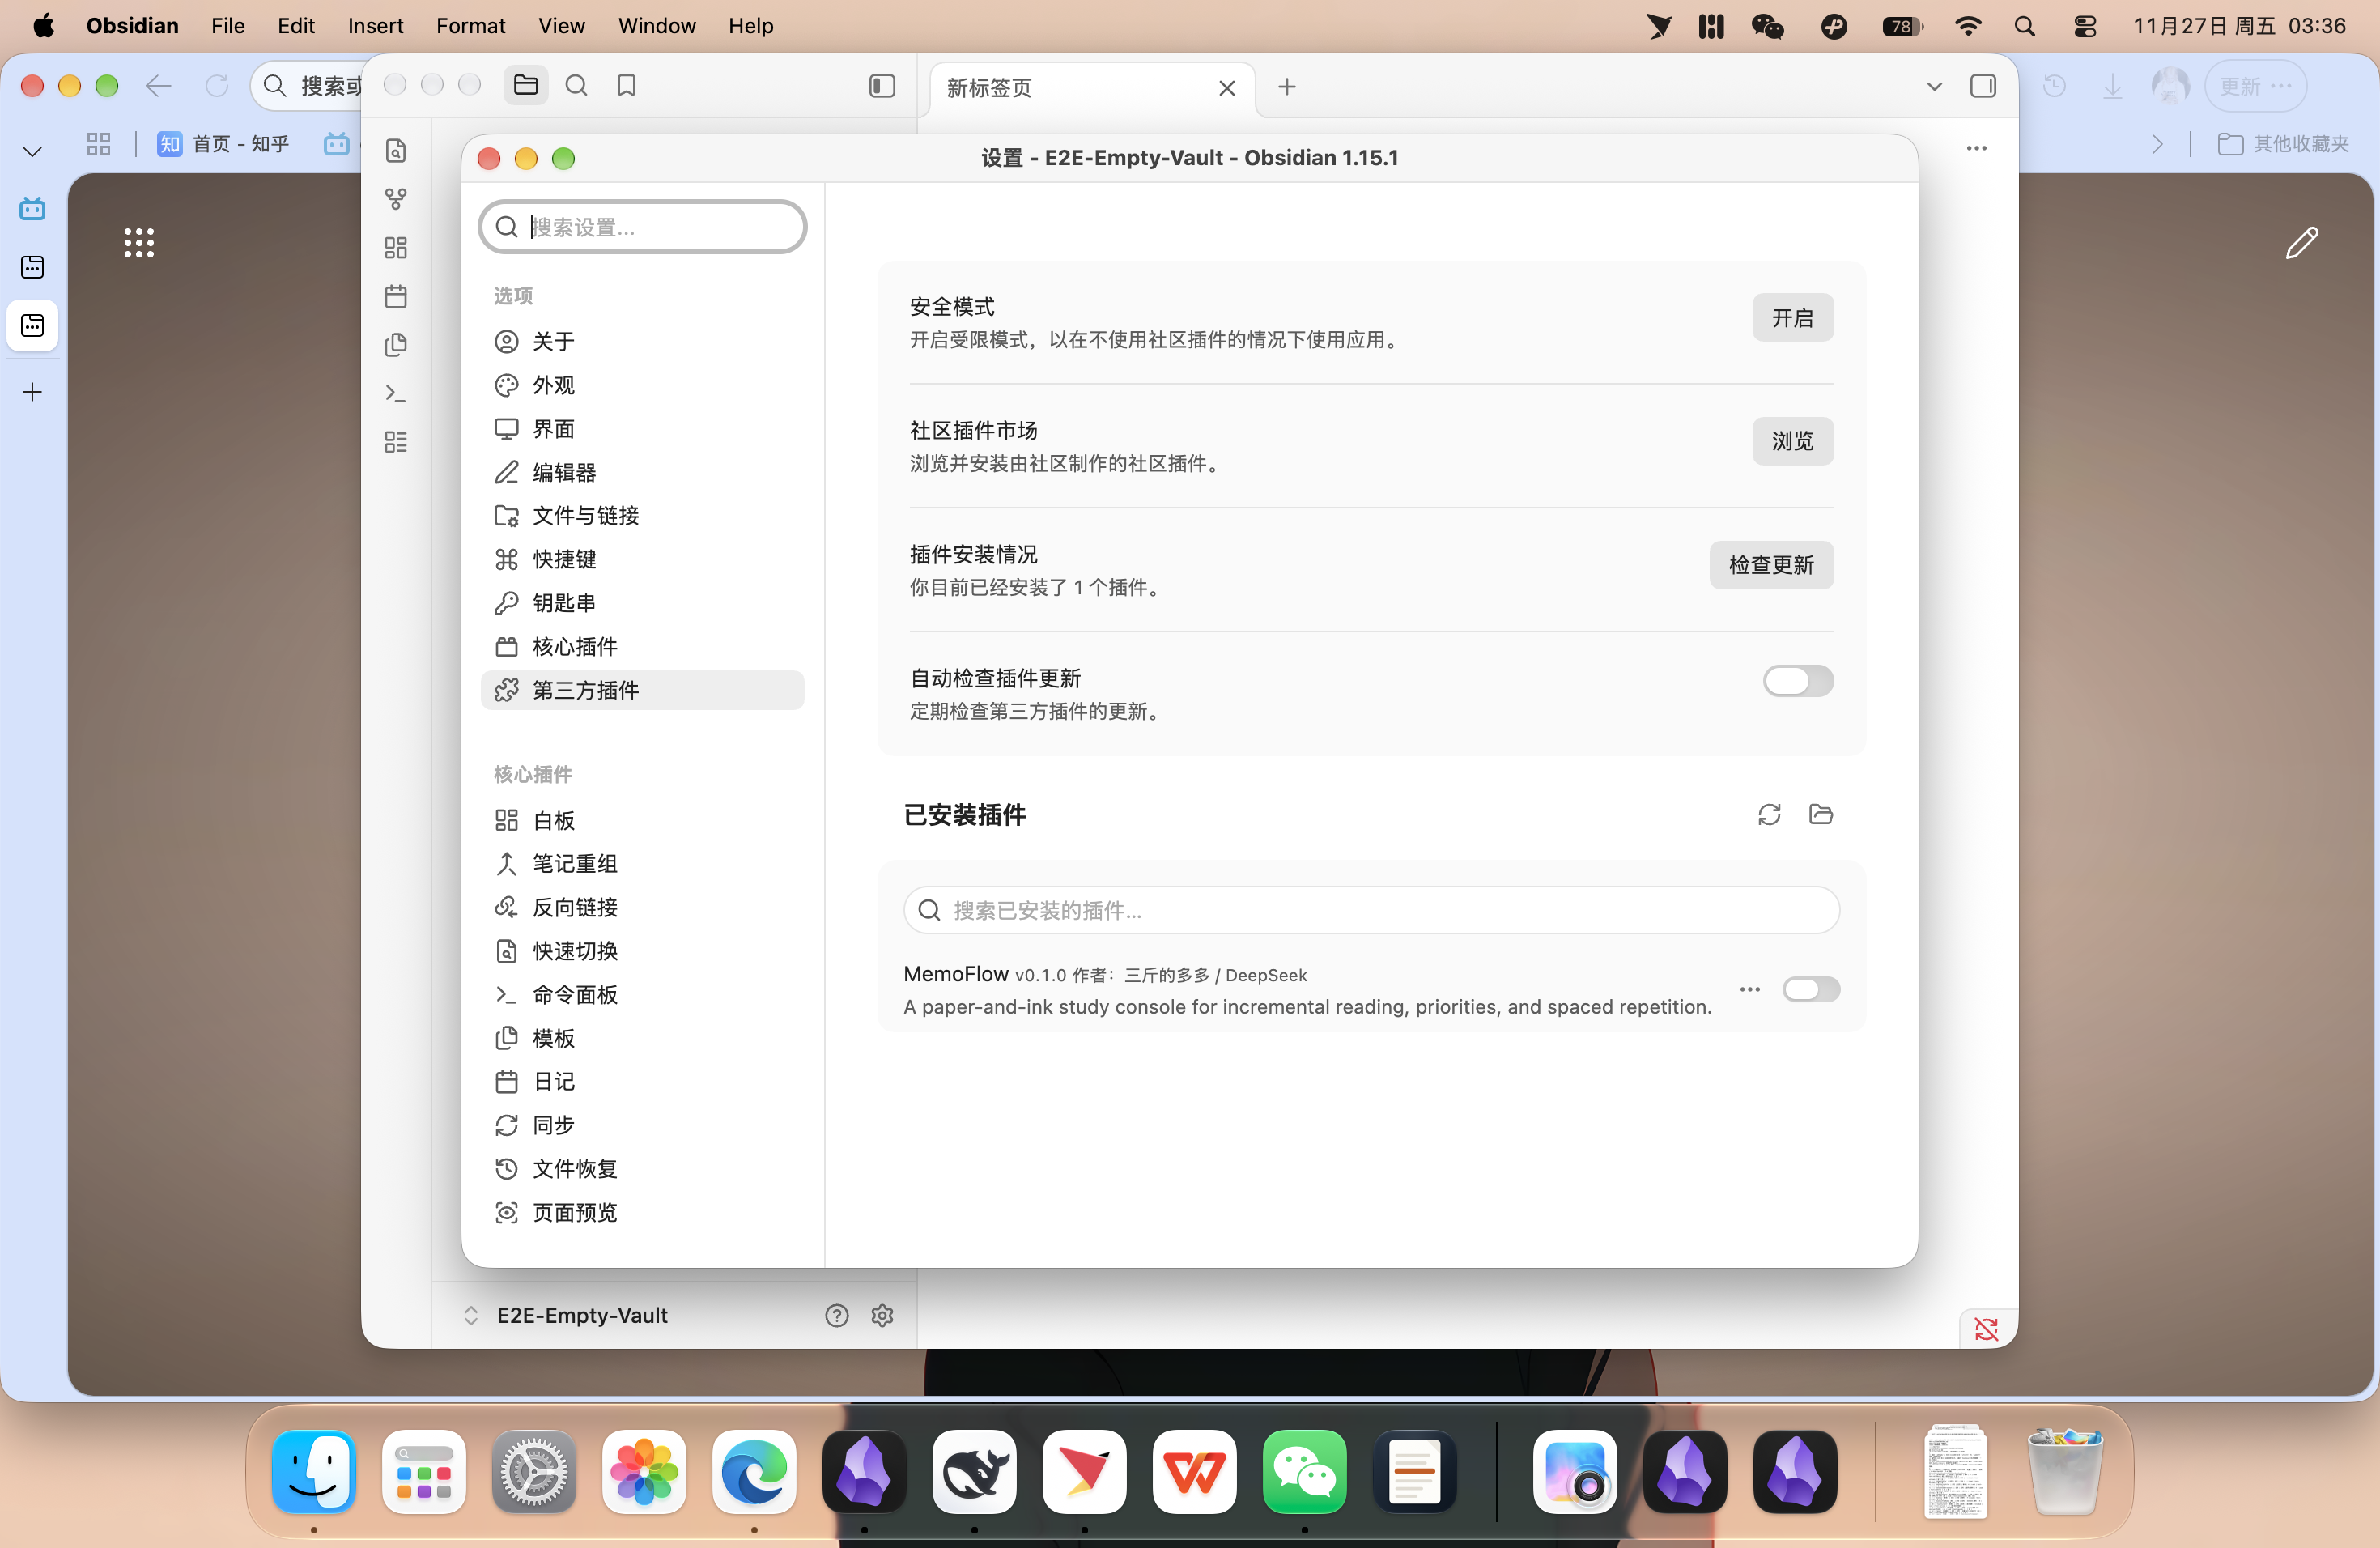 Obsidian File Edit Insert Format View Window Help
78 11月27日 周五 03:36
搜索或
新标签页
更新
知 首页 - 知乎
其他收藏夹
设置 - E2E-Empty-Vault - Obsidian 1.15.1
搜索设置...
选项
关于
外观
界面
编辑器
文件与链接
快捷键
钥匙串
核心插件
第三方插件
核心插件
白板
笔记重组
反向链接
快速切换
命令面板
模板
日记
同步
文件恢复
页面预览
安全模式
开启受限模式，以在不使用社区插件的情况下使用应用。
开启
社区插件市场
浏览并安装由社区制作的社区插件。
浏览
插件安装情况
你目前已经安装了 1 个插件。
检查更新
自动检查插件更新
定期检查第三方插件的更新。
已安装插件
搜索已安装的插件...
MemoFlow v0.1.0 作者：三斤的多多 / DeepSeek
A paper-and-ink study console for incremental reading, priorities, and spaced repetition.
E2E-Empty-Vault